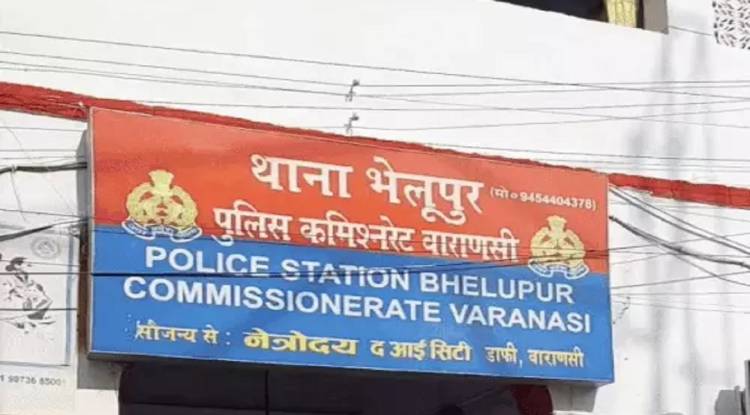 थाना भेलूपुर (मो० 9454404378)
पुलिस कमिश्नरेट वाराणसी
POLICE STATION BHELUPUR
COMMISSIONERATE VARANASI
सौजन्य से : नेत्रोदय द आई सिटी डाफी, वाराणसी